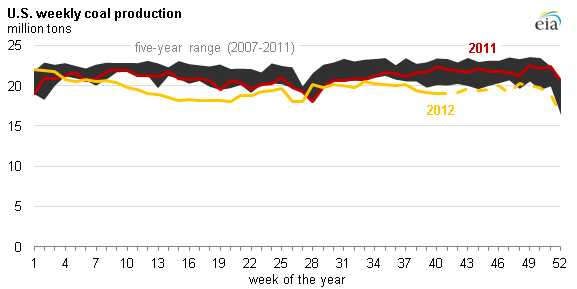 U.S. weekly coal production
million tons
eia
25
five-year range (2007-2011)
2011
20
15
2012
10
5
0
1 4 7 10 13 16 19 22 25 28 31 34 37 40 43 46 49 52
week of the year